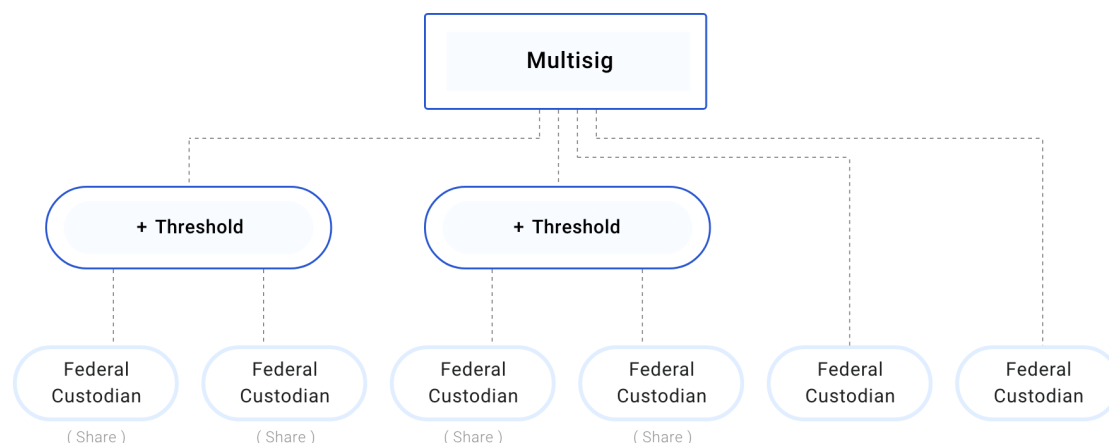 Multisig
+ Threshold
+ Threshold
Federal
Custodian
Federal
Custodian
Federal
Custodian
Federal
Custodian
Federal
Custodian
Federal
Custodian
( Share )
( Share )
( Share )
( Share )